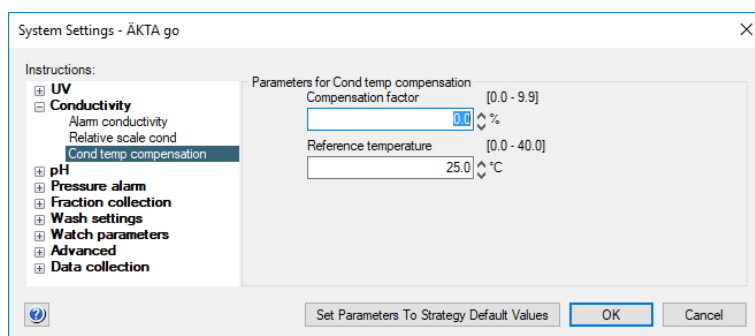 System Settings - ÄKTA go
Instructions:
UV
Conductivity
Alarm conductivity
Relative scale cond
Cond temp compensation
pH
Pressure alarm
Fraction collection
Wash settings
Watch parameters
Advanced
Data collection
Parameters for Cond temp compensation
Compensation factor [0.0 - 9.9]
0.0 %
Reference temperature [0.0 - 40.0]
25.0 °C
Set Parameters To Strategy Default Values OK Cancel